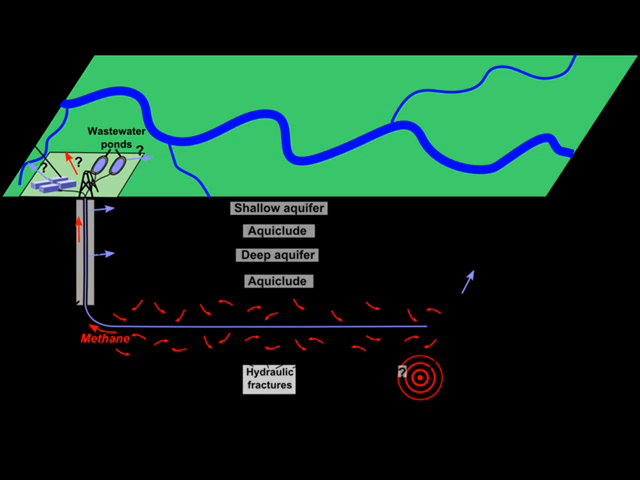 Wastewater
ponds
?
?
?
Shallow aquifer
Aquiclude
Deep aquifer
Aquiclude
Methane
Hydraulic
fractures
?